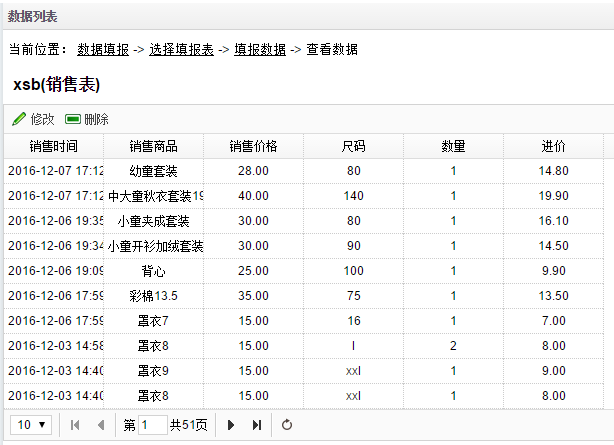 数据列表
当前位置： 数据填报 -> 选择填报表 -> 填报数据 -> 查看数据
xsb(销售表)
修改 删除
销售时间 销售商品 销售价格 尺码 数量 进价
2016-12-07 17:12 幼童套装 28.00 80 1 14.80
2016-12-07 17:12 中大童秋衣套装19 40.00 140 1 19.90
2016-12-06 19:35 小童夹成套装 30.00 80 1 16.10
2016-12-06 19:34 小童开衫加绒套装 30.00 90 1 14.50
2016-12-06 19:09 背心 25.00 100 1 9.90
2016-12-06 17:59 彩棉13.5 35.00 75 1 13.50
2016-12-06 17:59 罩衣7 15.00 16 1 7.00
2016-12-03 14:58 罩衣8 15.00 l 2 8.00
2016-12-03 14:40 罩衣9 15.00 xxl 1 9.00
2016-12-03 14:40 罩衣8 15.00 xxl 1 8.00
10 第 1 共51页